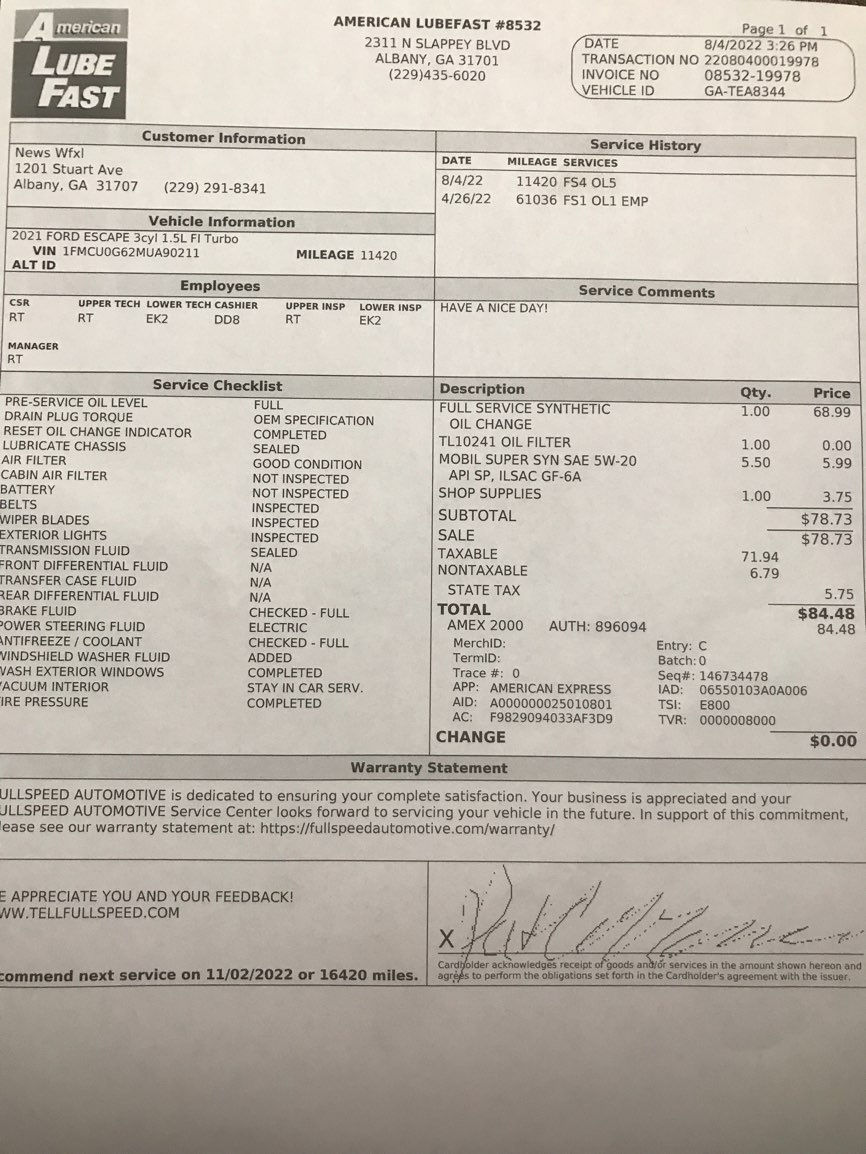 American
LUBE
FAST
AMERICAN LUBEFAST #8532
2311 N SLAPPEY BLVD
ALBANY, GA 31701
(229)435-6020
Page 1 of 1
DATE 8/4/2022 3:26 PM
TRANSACTION NO 22080400019978
INVOICE NO 08532-19978
VEHICLE ID GA-TEA8344
Customer Information
News Wfxl
1201 Stuart Ave
Albany, GA 31707 (229) 291-8341
Service History
DATE MILEAGE SERVICES
8/4/22 11420 FS4 OL5
4/26/22 61036 FS1 OL1 EMP
Vehicle Information
2021 FORD ESCAPE 3cyl 1.5L FI Turbo
VIN 1FMCU0G62MUA90211 MILEAGE 11420
ALT ID
Employees
CSR UPPER TECH LOWER TECH CASHIER UPPER INSP LOWER INSP
RT RT EK2 DD8 RT EK2
MANAGER
RT
Service Comments
HAVE A NICE DAY!
Service Checklist
PRE-SERVICE OIL LEVEL FULL
DRAIN PLUG TORQUE OEM SPECIFICATION
RESET OIL CHANGE INDICATOR COMPLETED
LUBRICATE CHASSIS SEALED
AIR FILTER GOOD CONDITION
CABIN AIR FILTER NOT INSPECTED
BATTERY NOT INSPECTED
BELTS INSPECTED
WIPER BLADES INSPECTED
EXTERIOR LIGHTS INSPECTED
TRANSMISSION FLUID SEALED
FRONT DIFFERENTIAL FLUID N/A
TRANSFER CASE FLUID N/A
REAR DIFFERENTIAL FLUID N/A
BRAKE FLUID CHECKED - FULL
POWER STEERING FLUID ELECTRIC
ANTIFREEZE / COOLANT CHECKED - FULL
WINDSHIELD WASHER FLUID ADDED
WASH EXTERIOR WINDOWS COMPLETED
VACUUM INTERIOR STAY IN CAR SERV.
IRE PRESSURE COMPLETED
Description Qty. Price
FULL SERVICE SYNTHETIC 1.00 68.99
OIL CHANGE
TL10241 OIL FILTER 1.00 0.00
MOBIL SUPER SYN SAE 5W-20 5.50 5.99
API SP, ILSAC GF-6A
SHOP SUPPLIES 1.00 3.75
SUBTOTAL $78.73
SALE $78.73
TAXABLE 71.94
NONTAXABLE 6.79
STATE TAX 5.75
TOTAL $84.48
AMEX 2000 AUTH: 896094 84.48
MerchID: Entry: C
TermID: Batch: 0
Trace #: 0 Seq#: 146734478
APP: AMERICAN EXPRESS IAD: 06550103A0A006
AID: A000000025010801 TSI: E800
AC: F9829094033AF3D9 TVR: 0000008000
CHANGE $0.00
Warranty Statement
ULLSPEED AUTOMOTIVE is dedicated to ensuring your complete satisfaction. Your business is appreciated and your
ULLSPEED AUTOMOTIVE Service Center looks forward to servicing your vehicle in the future. In support of this commitment,
lease see our warranty statement at: https://fullspeedautomotive.com/warranty/
E APPRECIATE YOU AND YOUR FEEDBACK!
WW.TELLFULLSPEED.COM
commend next service on 11/02/2022 or 16420 miles.
X
Cardholder acknowledges receipt of goods and/or services in the amount shown hereon and
agrees to perform the obligations set forth in the Cardholder's agreement with the issuer.